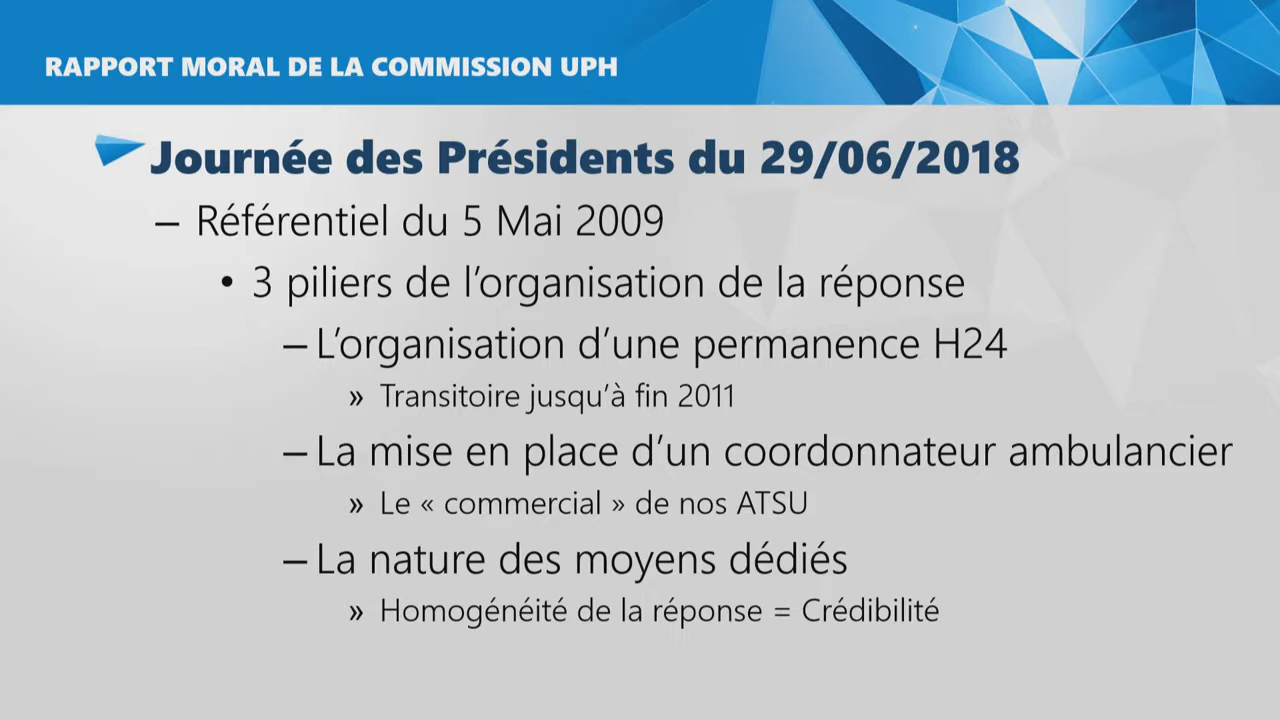 RAPPORT MORAL DE LA COMMISSION UPH
Journée des Présidents du 29/06/2018
– Référentiel du 5 Mai 2009
• 3 piliers de l’organisation de la réponse
– L’organisation d’une permanence H24
» Transitoire jusqu’à fin 2011
– La mise en place d’un coordonnateur ambulancier
» Le « commercial » de nos ATSU
– La nature des moyens dédiés
» Homogénéité de la réponse = Crédibilité